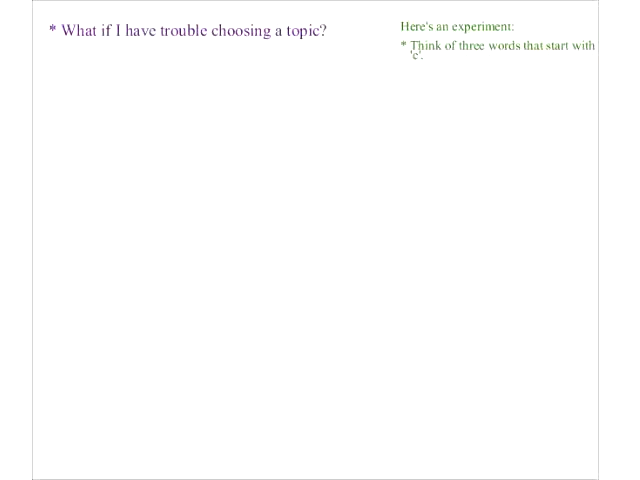 * What if I have trouble choosing a topic?
Here's an experiment:
* Think of three words that start with
'c'.